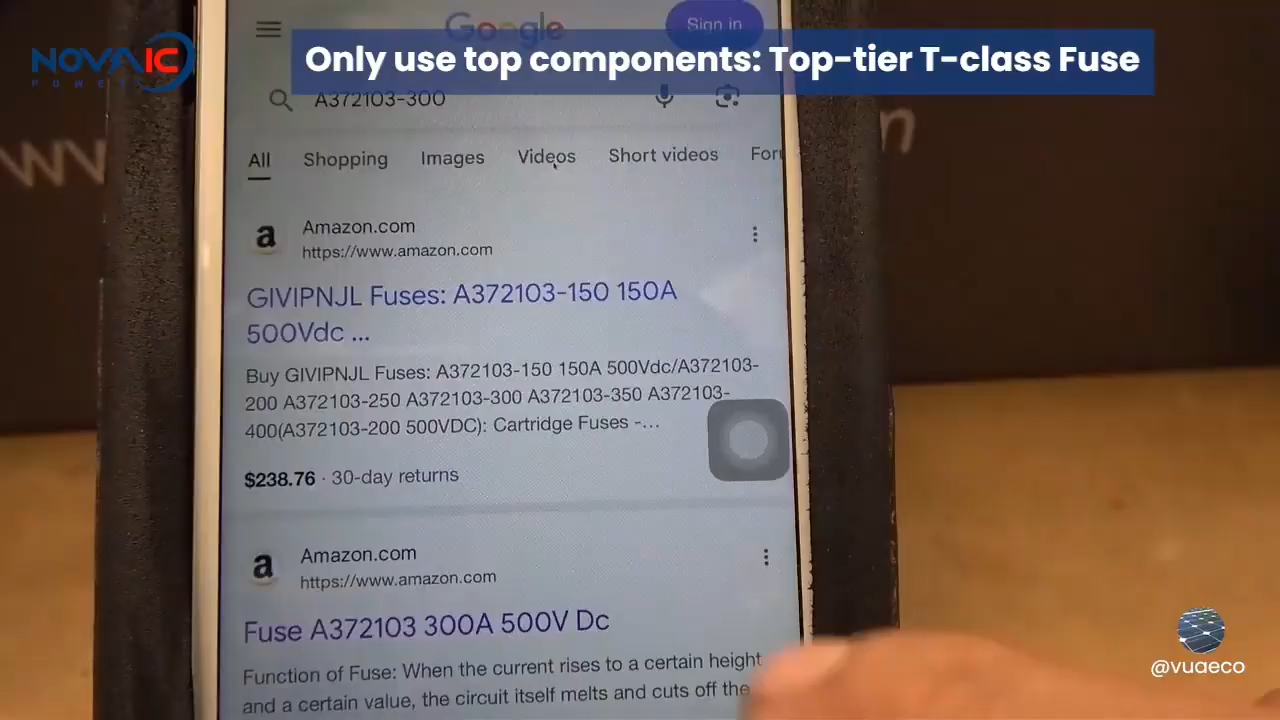 NOVAIC
POWER
Only use top components: Top-tier T-class Fuse
Google
Sign in
A372103-300
All Shopping Images Videos Short videos
Amazon.com
https://www.amazon.com
GIVIPNJL Fuses: A372103-150 150A
500Vdc ...
Buy GIVIPNJL Fuses: A372103-150 150A 500Vdc/A372103-
200 A372103-250 A372103-300 A372103-350 A372103-
400(A372103-200 500VDC): Cartridge Fuses -...
$238.76 · 30-day returns
Amazon.com
https://www.amazon.com
Fuse A372103 300A 500V Dc
Function of Fuse: When the current rises to a certain height
and a certain value, the circuit itself melts and cuts off the
@vuaeco